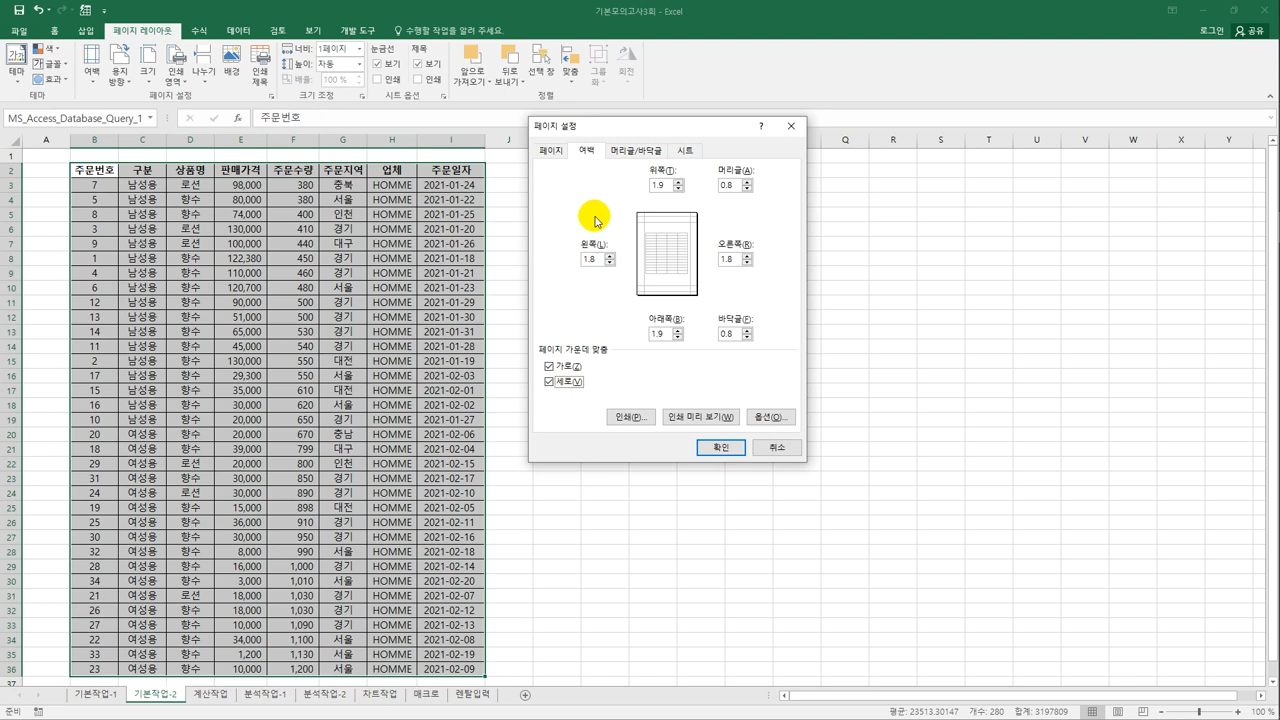 기본모의고사3회 - Excel
파일 홈 삽입 페이지 레이아웃 수식 데이터 검토 보기 개발 도구 수행할 작업을 알려 주세요. 로그인 공유
테마 색 글꼴 효과 여백 용지 방향 크기 인쇄 영역 나누기 배경 인쇄 제목 너비: 1페이지 높이: 자동 배율: 100 % 눈금선 보기 인쇄 제목 보기 인쇄 앞으로 가져오기 뒤로 보내기 선택 창 맞춤 그룹화 회전
테마 페이지 설정 크기 조정 시트 옵션 정렬
MS_Access_Database_Query_1 fx 주문번호
A B C D E F G H I J Q R S T U V W X Y
1
2 주문번호 구분 상품명 판매가격 주문수량 주문지역 업체 주문일자
3 7 남성용 로션 98,000 380 충북 HOMME 2021-01-24
4 5 남성용 향수 80,000 380 서울 HOMME 2021-01-22
5 8 남성용 향수 74,000 400 인천 HOMME 2021-01-25
6 3 남성용 로션 130,000 410 경기 HOMME 2021-01-20
7 9 남성용 로션 100,000 440 대구 HOMME 2021-01-26
8 1 남성용 향수 122,380 450 경기 HOMME 2021-01-18
9 4 남성용 향수 110,000 460 경기 HOMME 2021-01-21
10 6 남성용 향수 120,700 480 서울 HOMME 2021-01-23
11 12 남성용 향수 90,000 500 경기 HOMME 2021-01-29
12 13 남성용 향수 51,000 500 경기 HOMME 2021-01-30
13 14 남성용 향수 65,000 530 경기 HOMME 2021-01-31
14 11 남성용 향수 45,000 540 경기 HOMME 2021-01-28
15 2 남성용 향수 130,000 550 대전 HOMME 2021-01-19
16 17 남성용 향수 29,300 550 서울 HOMME 2021-02-03
17 15 남성용 향수 35,000 610 대전 HOMME 2021-02-01
18 16 남성용 향수 30,000 620 서울 HOMME 2021-02-02
19 10 남성용 향수 20,000 650 경기 HOMME 2021-01-27
20 20 여성용 향수 20,000 670 충남 HOMME 2021-02-06
21 18 여성용 향수 39,000 799 대구 HOMME 2021-02-04
22 29 여성용 로션 20,000 800 인천 HOMME 2021-02-15
23 31 여성용 향수 30,000 850 경기 HOMME 2021-02-17
24 24 여성용 로션 30,000 890 경기 HOMME 2021-02-10
25 19 여성용 향수 15,000 898 대전 HOMME 2021-02-05
26 25 여성용 향수 36,000 910 경기 HOMME 2021-02-11
27 30 여성용 향수 30,000 950 경기 HOMME 2021-02-16
28 32 여성용 향수 8,000 990 서울 HOMME 2021-02-18
29 28 여성용 향수 16,000 1,000 경기 HOMME 2021-02-14
30 34 여성용 향수 3,000 1,010 서울 HOMME 2021-02-20
31 21 여성용 로션 18,000 1,030 경기 HOMME 2021-02-07
32 26 여성용 향수 18,000 1,030 경기 HOMME 2021-02-12
33 27 여성용 향수 10,000 1,090 경기 HOMME 2021-02-13
34 22 여성용 향수 34,000 1,100 서울 HOMME 2021-02-08
35 33 여성용 향수 1,200 1,130 서울 HOMME 2021-02-19
36 23 여성용 향수 10,000 1,200 서울 HOMME 2021-02-09
37
페이지 설정 ?
페이지 여백 머리글/바닥글 시트
위쪽(T): 머리글(A):
1.9 0.8
왼쪽(L): 오른쪽(R):
1.8 1.8
아래쪽(B): 바닥글(F):
1.9 0.8
페이지 가운데 맞춤
가로(Z)
세로(V)
인쇄(P)... 인쇄 미리 보기(W) 옵션(O)...
확인 취소
기본작업-1 기본작업-2 계산작업 분석작업-1 분석작업-2 차트작업 매크로 렌탈입력
준비 평균: 23513.30147 개수: 280 합계: 3197809 100 %